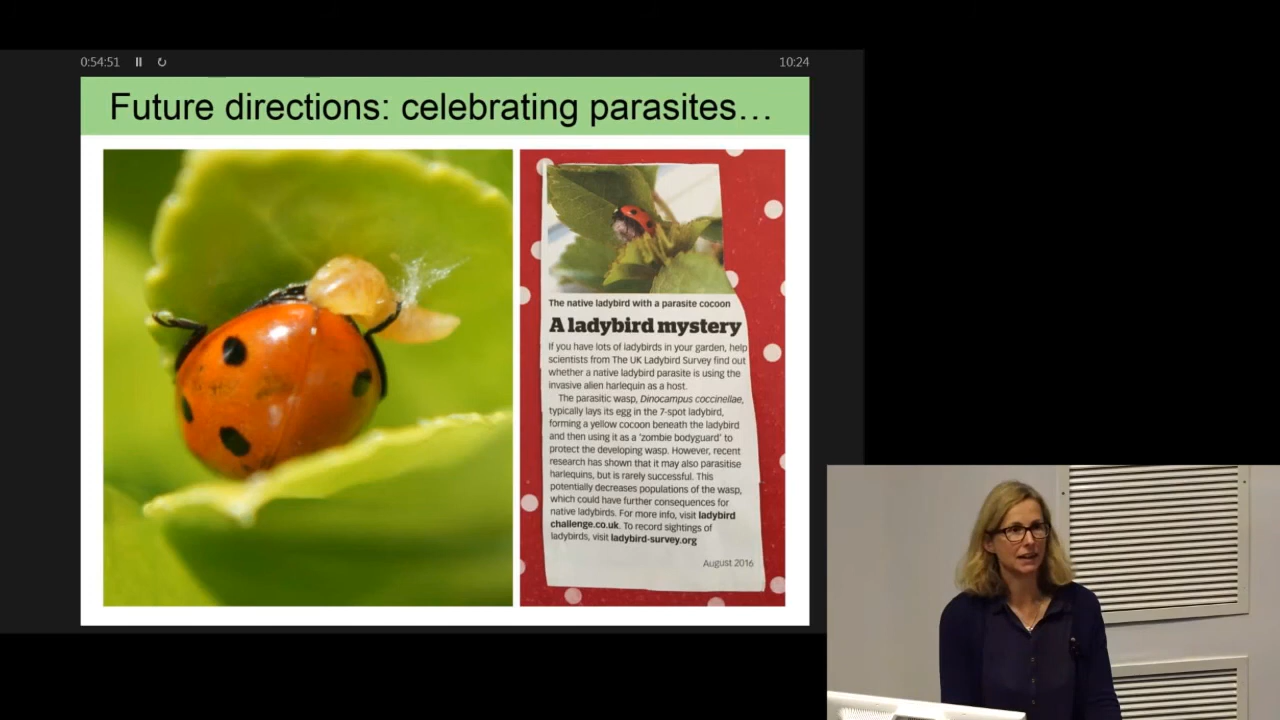 0:54:51
10:24
Future directions: celebrating parasites…
The native ladybird with a parasite cocoon
A ladybird mystery
If you have lots of ladybirds in your garden, help
scientists from The UK Ladybird Survey find out
whether a native ladybird parasite is using the
invasive alien harlequin as a host.
The parasitic wasp, Dinocampus coccinellae,
typically lays its egg in the 7-spot ladybird,
forming a yellow cocoon beneath the ladybird
and then using it as a 'zombie bodyguard' to
protect the developing wasp. However, recent
research has shown that it may also parasitise
harlequins, but is rarely successful. This
potentially decreases populations of the wasp,
which could have further consequences for
native ladybirds. For more info, visit ladybird
challenge.co.uk. To record sightings of
ladybirds, visit ladybird-survey.org
August 2016